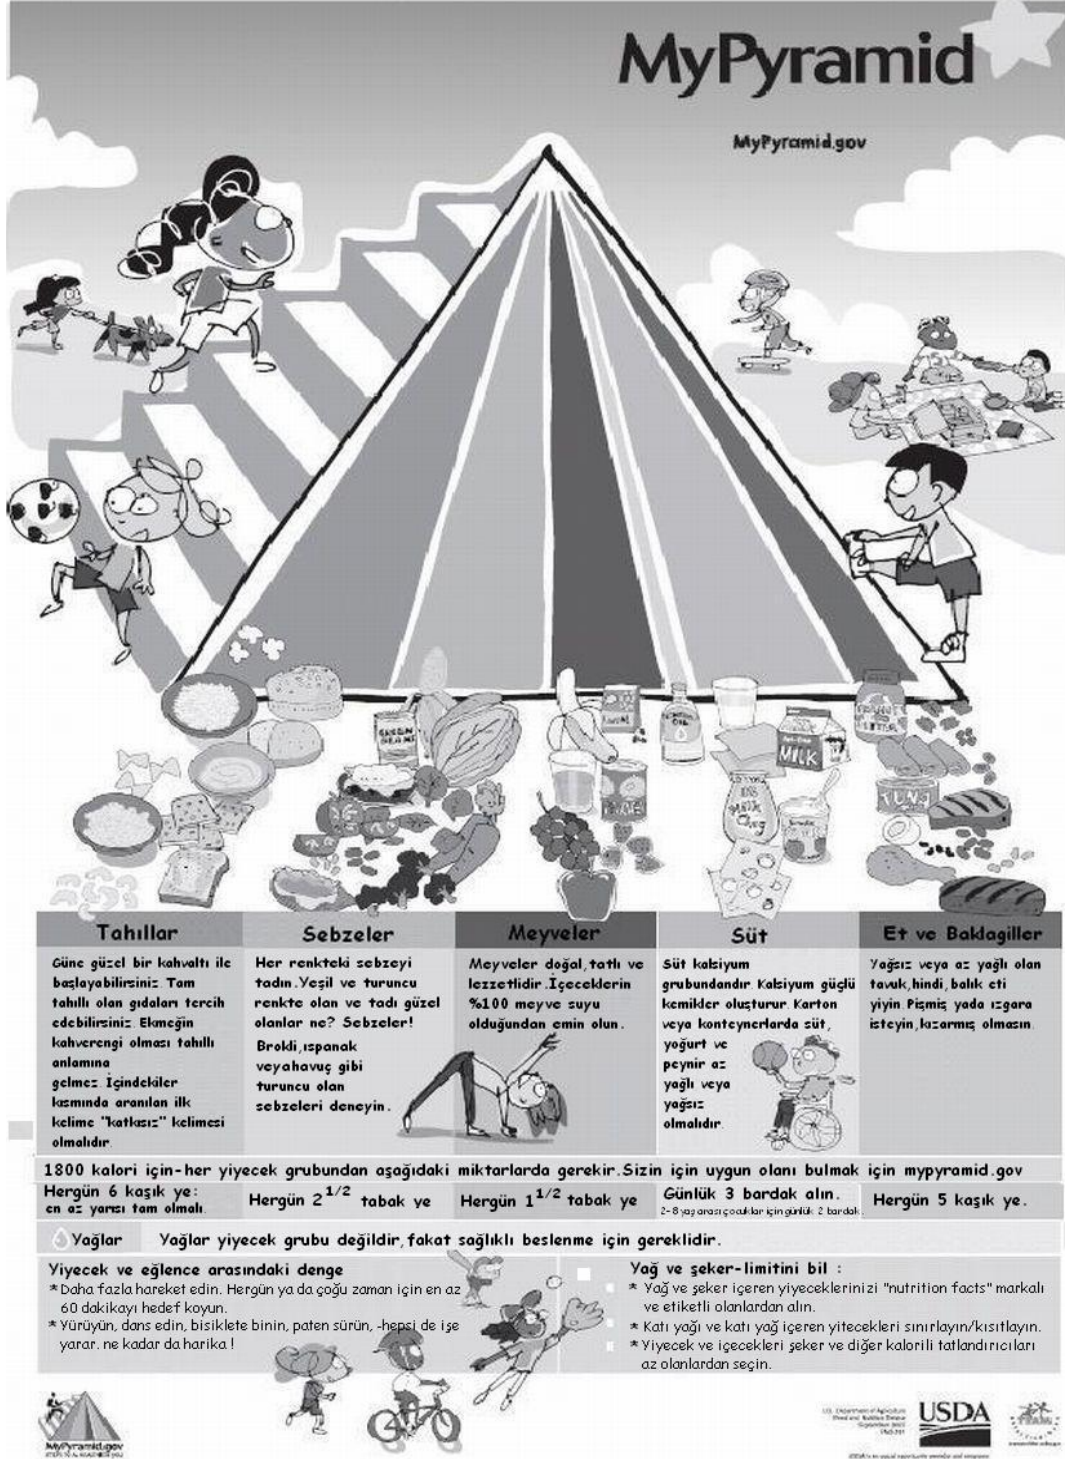 MyPyramid
MyPyramid.gov
GREEN BEANS
OIL
MILK
TUNA
Tahıllar
Güne güzel bir kahvaltı ile
başlayabilirsiniz. Tam
tahıllı olan gıdaları tercih
edebilirsiniz. Ekmeğin
kahverengi olması tahıllı
anlamına
gelmez. İçindekiler
kısmında aranılan ilk
kelime "katkısız" kelimesi
olmalıdır.
Sebzeler
Her renkteki sebzeyi
tadın.Yeşil ve turuncu
renkte olan ve tadı güzel
olanlar ne? Sebzeler!
Brokli,ıspanak
veyahavuç gibi
turuncu olan
sebzeleri deneyin.
Meyveler
Meyveler doğal,tatlı ve
lezzetlidir.İçeceklerin
%100 meyve suyu
olduğundan emin olun.
Süt
Süt kalsiyum
grubundandır. Kalsiyum güçlü
kemikler oluşturur. Karton
veya konteynerlarda süt,
yoğurt ve
peynir az
yağlı veya
yağsız
olmalıdır.
Et ve Baklagiller
Yağsız veya az yağlı olan
tavuk,hindi,balık eti
yiyin.Pişmiş yada ızgara
isteyin,kızarmış olmasın.
1800 kalori için-her yiyecek grubundan aşağıdaki miktarlarda gerekir.Sizin için uygun olanı bulmak için mypyramid.gov
Hergün 6 kaşık ye:
en az yarısı tam olmalı.
Hergün 2 1/2 tabak ye
Hergün 1 1/2 tabak ye
Günlük 3 bardak alın.
2-8 yaş arası çocuklar için günlük 2 bardak.
Hergün 5 kaşık ye.
Yağlar Yağlar yiyecek grubu değildir,fakat sağlıklı beslenme için gereklidir.
Yiyecek ve eğlence arasındaki denge
* Daha fazla hareket edin. Hergün ya da çoğu zaman için en az
60 dakikayı hedef koyun.
* Yürüyün, dans edin, bisiklete binin, paten sürün, -hepsi de işe
yarar. ne kadar da harika !
Yağ ve şeker-limitini bil :
* Yağ ve şeker içeren yiyeceklerinizi "nutrition facts" markalı
ve etiketli olanlardan alın.
* Katı yağı ve katı yağ içeren yitecekleri sınırlayın/kısıtlayın.
* Yiyecek ve içecekleri şeker ve diğer kalorili tatlandırıcıları
az olanlardan seçin.
MyPyramid.gov
U.S. Department of Agriculture
Food and Nutrition Service
September 2005
USDA